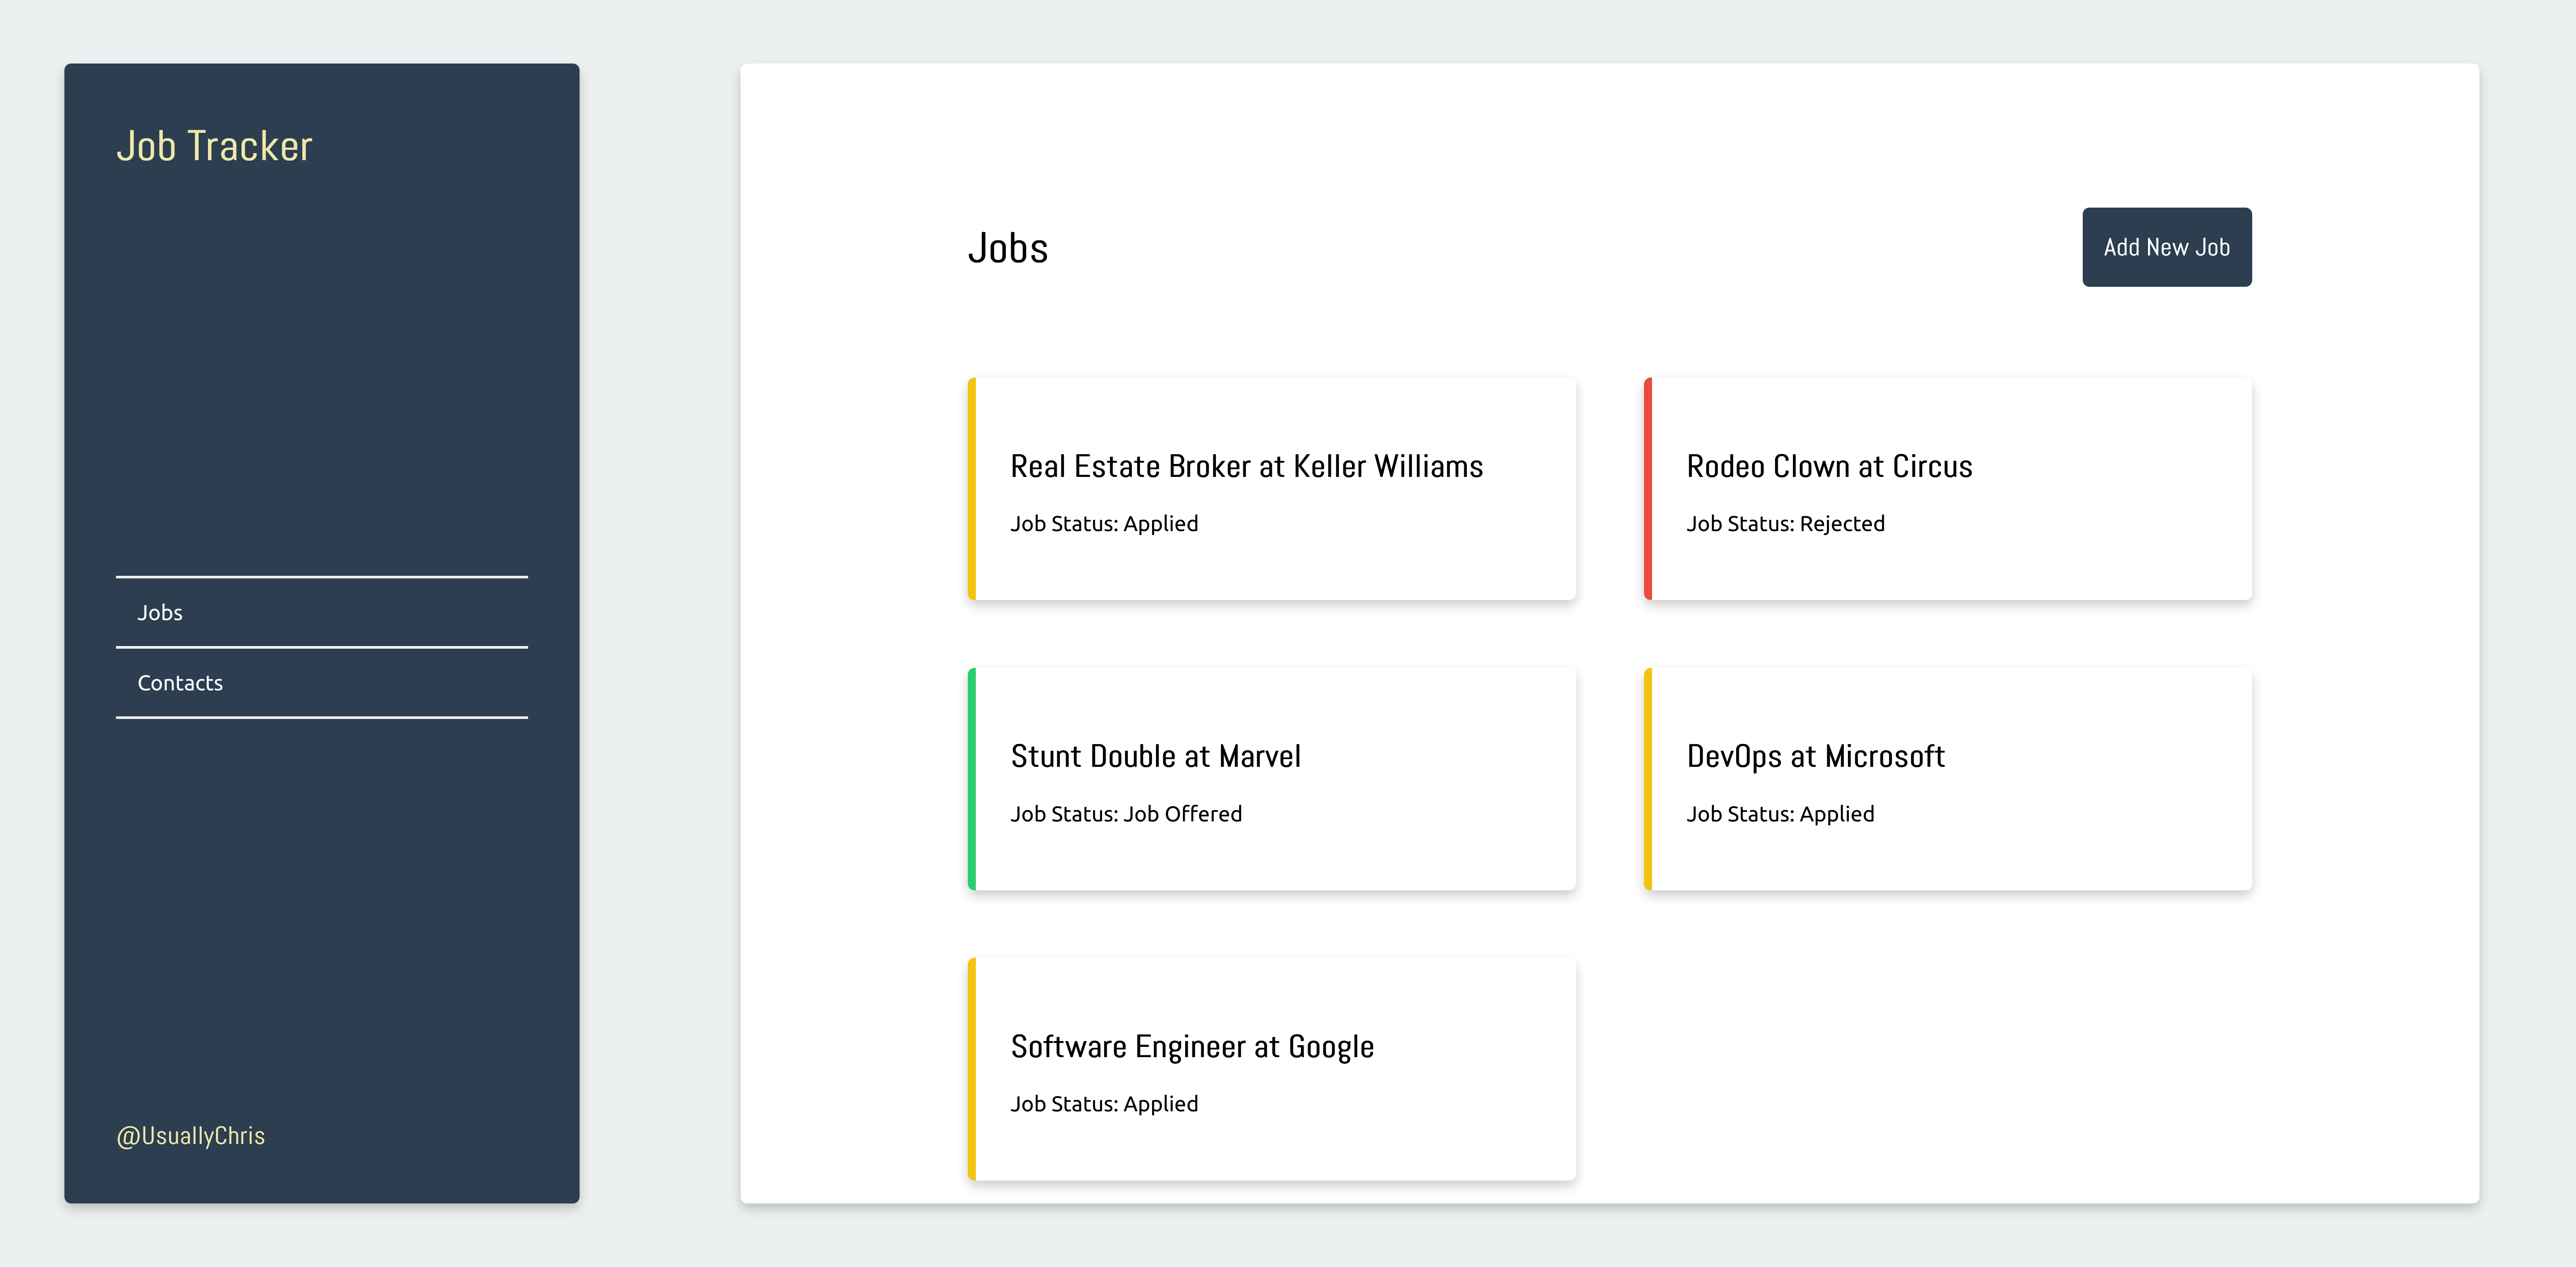 Job Tracker
Jobs
Contacts
@UsuallyChris
Jobs
Add New Job
Real Estate Broker at Keller Williams
Job Status: Applied
Rodeo Clown at Circus
Job Status: Rejected
Stunt Double at Marvel
Job Status: Job Offered
DevOps at Microsoft
Job Status: Applied
Software Engineer at Google
Job Status: Applied